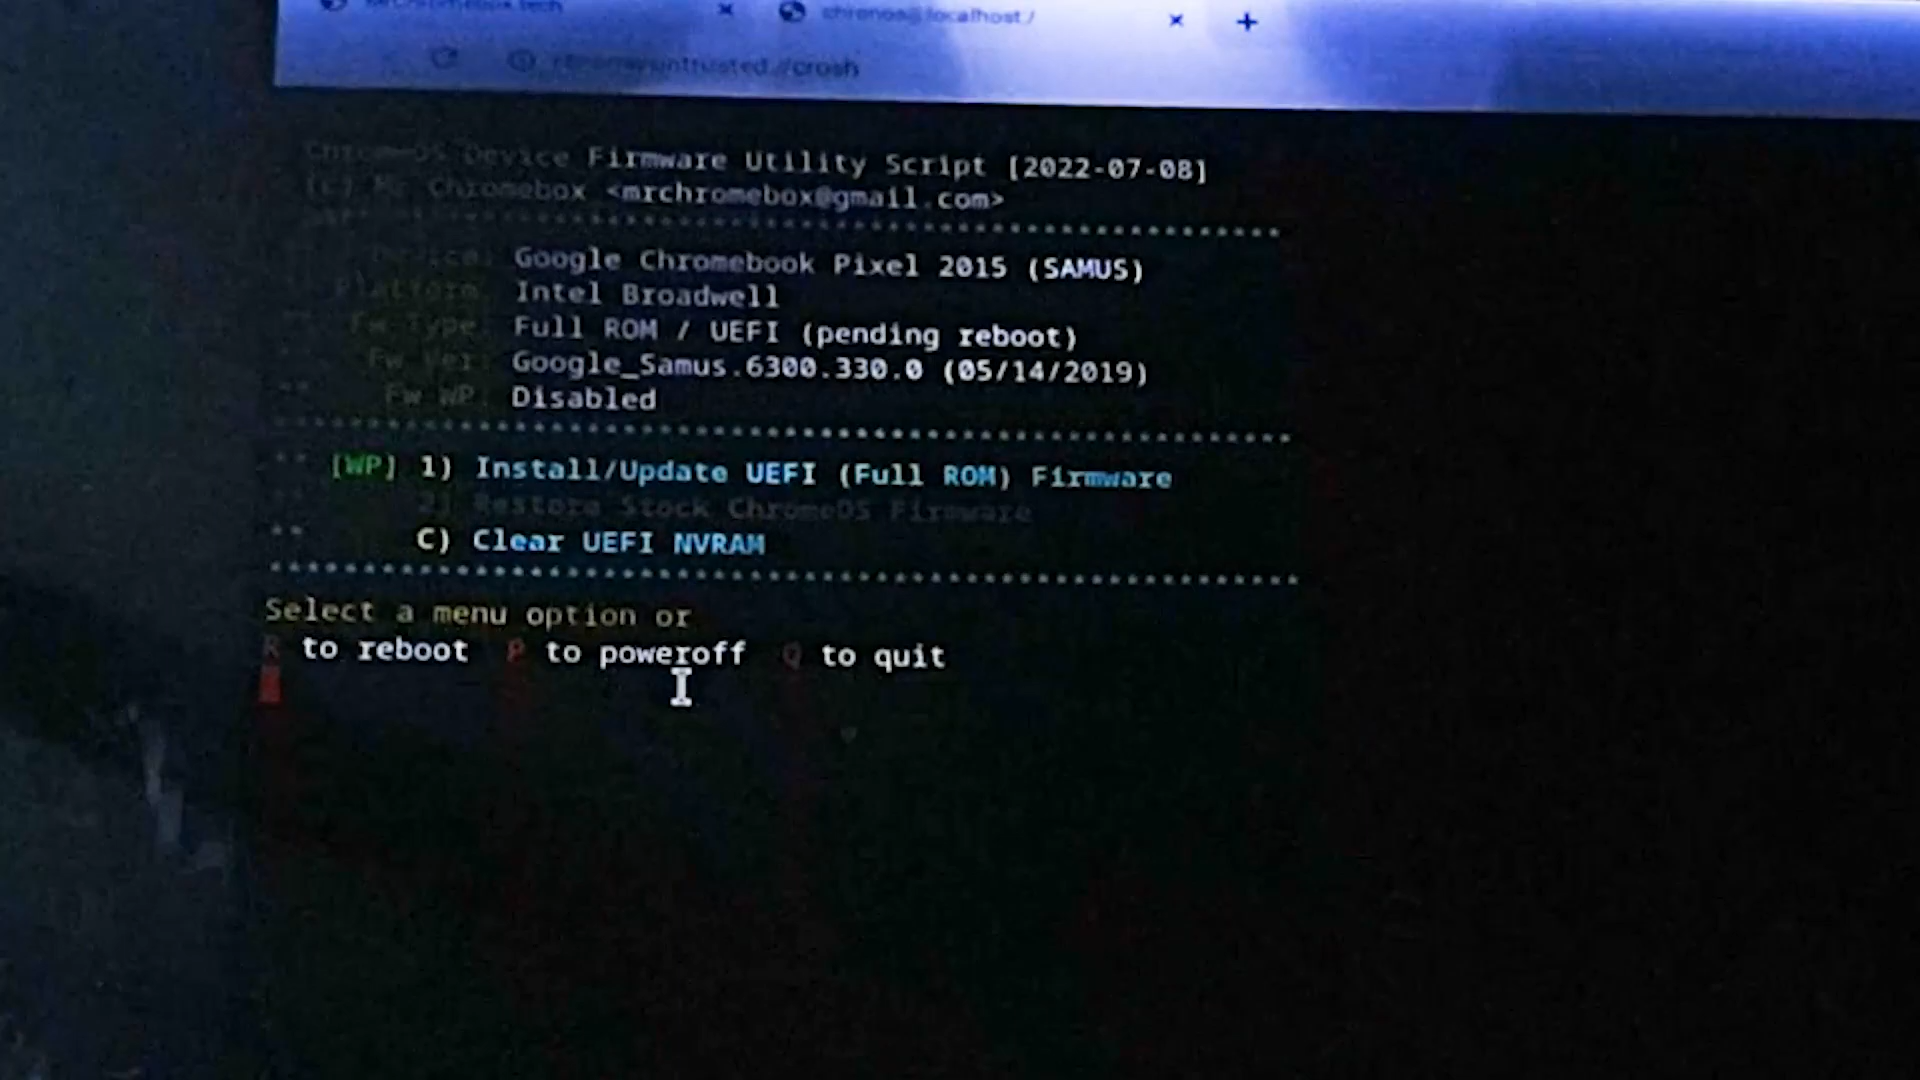 mrchromebox.tech
chronos@localhost:/
chrome-untrusted://crosh
ChromeOS Device Firmware Utility Script [2022-07-08]
(c) Mr Chromebox <mrchromebox@gmail.com>
Device: Google Chromebook Pixel 2015 (SAMUS)
Platform: Intel Broadwell
Fw Type: Full ROM / UEFI (pending reboot)
Fw Ver: Google_Samus.6300.330.0 (05/14/2019)
** Fw WP: Disabled
** [WP] 1) Install/Update UEFI (Full ROM) Firmware
** 2) Restore Stock ChromeOS Firmware
** C) Clear UEFI NVRAM
Select a menu option or
R to reboot P to poweroff Q to quit